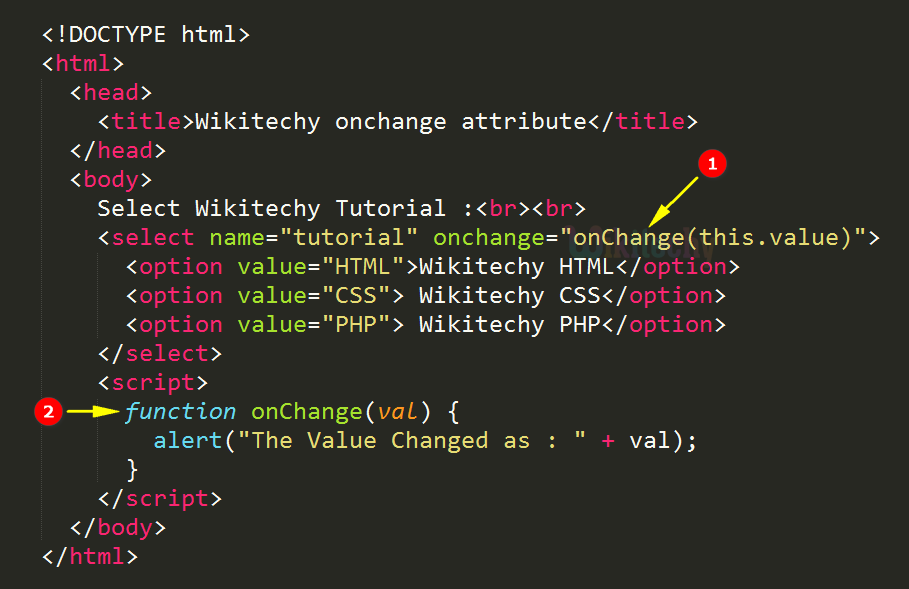 <!DOCTYPE html>
<html>
<head>
<title>Wikitechy onchange attribute</title>
</head>
1
<body>
Select Wikitechy Tutorial :<br><br>
<select name="tutorial" onchange="onChange(this.value)">
<option value="HTML">Wikitechy HTML</option>
<option value="CSS"> Wikitechy CSS</option>
<option value="PHP"> Wikitechy PHP</option>
</select>
<script>
2 function onChange(val) {
alert("The Value Changed as : " + val);
}
</script>
</body>
</html>